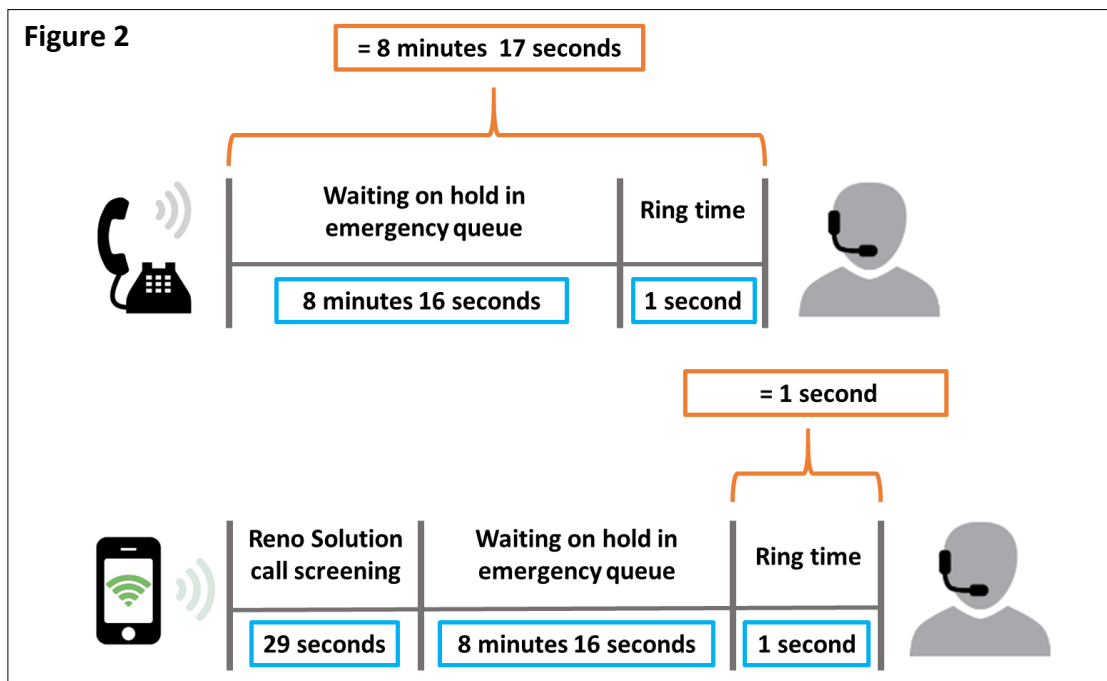 Figure 2
= 8 minutes 17 seconds
Waiting on hold in
emergency queue
Ring time
8 minutes 16 seconds
1 second
= 1 second
Reno Solution
call screening
Waiting on hold in
emergency queue
Ring time
29 seconds
8 minutes 16 seconds
1 second